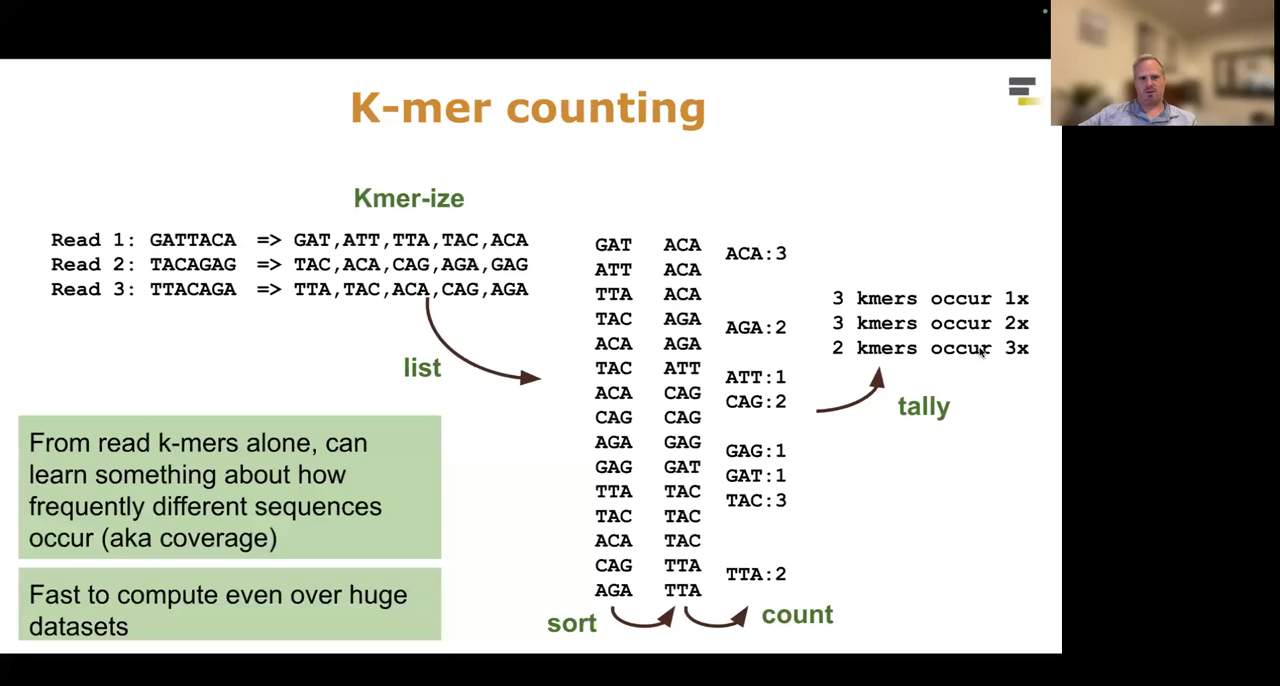 K-mer counting
Kmer-ize
Read 1: GATTACA => GAT,ATT,TTA,TAC,ACA
Read 2: TACAGAG => TAC,ACA,CAG,AGA,GAG
Read 3: TTACAGA => TTA,TAC,ACA,CAG,AGA
list
From read k-mers alone, can
learn something about how
frequently different sequences
occur (aka coverage)
Fast to compute even over huge
datasets
GAT
ATT
TTA
TAC
ACA
TAC
ACA
CAG
AGA
GAG
TTA
TAC
ACA
CAG
AGA
sort
ACA
ACA
ACA
AGA
AGA
ATT
CAG
CAG
GAG
GAT
TAC
TAC
TAC
TTA
TTA
count
ACA:3
AGA:2
ATT:1
CAG:2
GAG:1
GAT:1
TAC:3
TTA:2
tally
3 kmers occur 1x
3 kmers occur 2x
2 kmers occur 3x